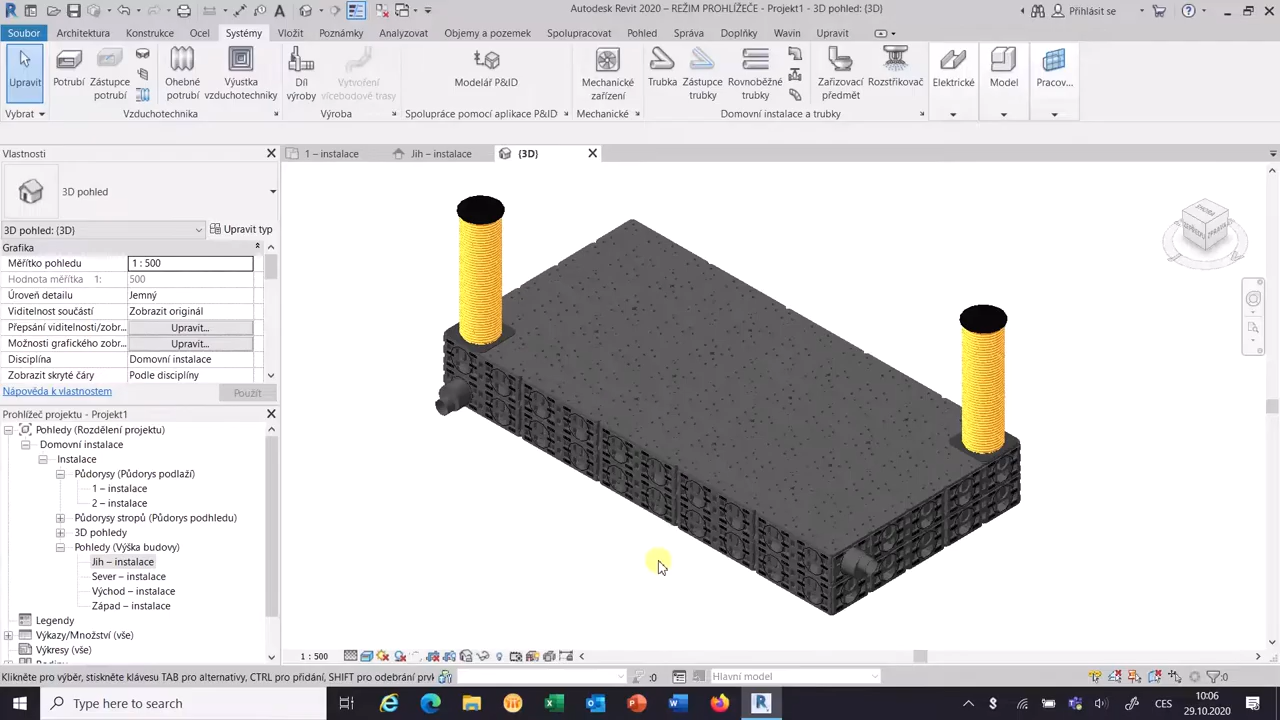 Autodesk Revit 2020 – REŽIM PROHLÍŽEČE - Projekt1 - 3D pohled: (3D)
Přihlásit se
Soubor Architektura Konstrukce Ocel Systémy Vložit Poznámky Analyzovat Objemy a pozemek Spolupracovat Pohled Správa Doplňky Wavin Upravit
Upravit
Potrubí
Zástupce potrubí
Ohebné potrubí
Výustka vzduchotechniky
Díl výroby
Vytvoření vícebodové trasy
Modelář P&ID
Mechanické zařízení
Trubka
Zástupce trubky
Rovnoběžné trubky
Zařizovací předmět
Rozstřikovač
Elektrické
Model
Pracov...
Vybrat
Vzduchotechnika
Výroba
Spolupráce pomocí aplikace P&ID
Mechanické
Domovní instalace a trubky
Vlastnosti
1 – instalace
Jih – instalace
(3D)
3D pohled
3D pohled: (3D)
Upravit typ
Grafika
Měřítko pohledu 1 : 500
Hodnota měřítka 1: 500
Úroveň detailu Jemný
Viditelnost součástí Zobrazit originál
Přepsání viditelnosti/zobr... Upravit...
Možnosti grafického zobr... Upravit...
Disciplína Domovní instalace
Zobrazit skryté čáry Podle disciplíny
Nápověda k vlastnostem
Použít
Prohlížeč projektu - Projekt1
Pohledy (Rozdělení projektu)
Domovní instalace
Instalace
Půdorysy (Půdorys podlaží)
1 – instalace
2 – instalace
Půdorysy stropů (Půdorys podhledu)
3D pohledy
Pohledy (Výška budovy)
Jih – instalace
Sever – instalace
Východ – instalace
Západ – instalace
Legendy
Výkazy/Množství (vše)
Výkresy (vše)
1 : 500
Klikněte pro výběr, stiskněte klávesu TAB pro alternativy, CTRL pro přidání, SHIFT pro odebrání prvk
:0
Hlavní model
:0
Type here to search
CES
10:06
29.10.2020